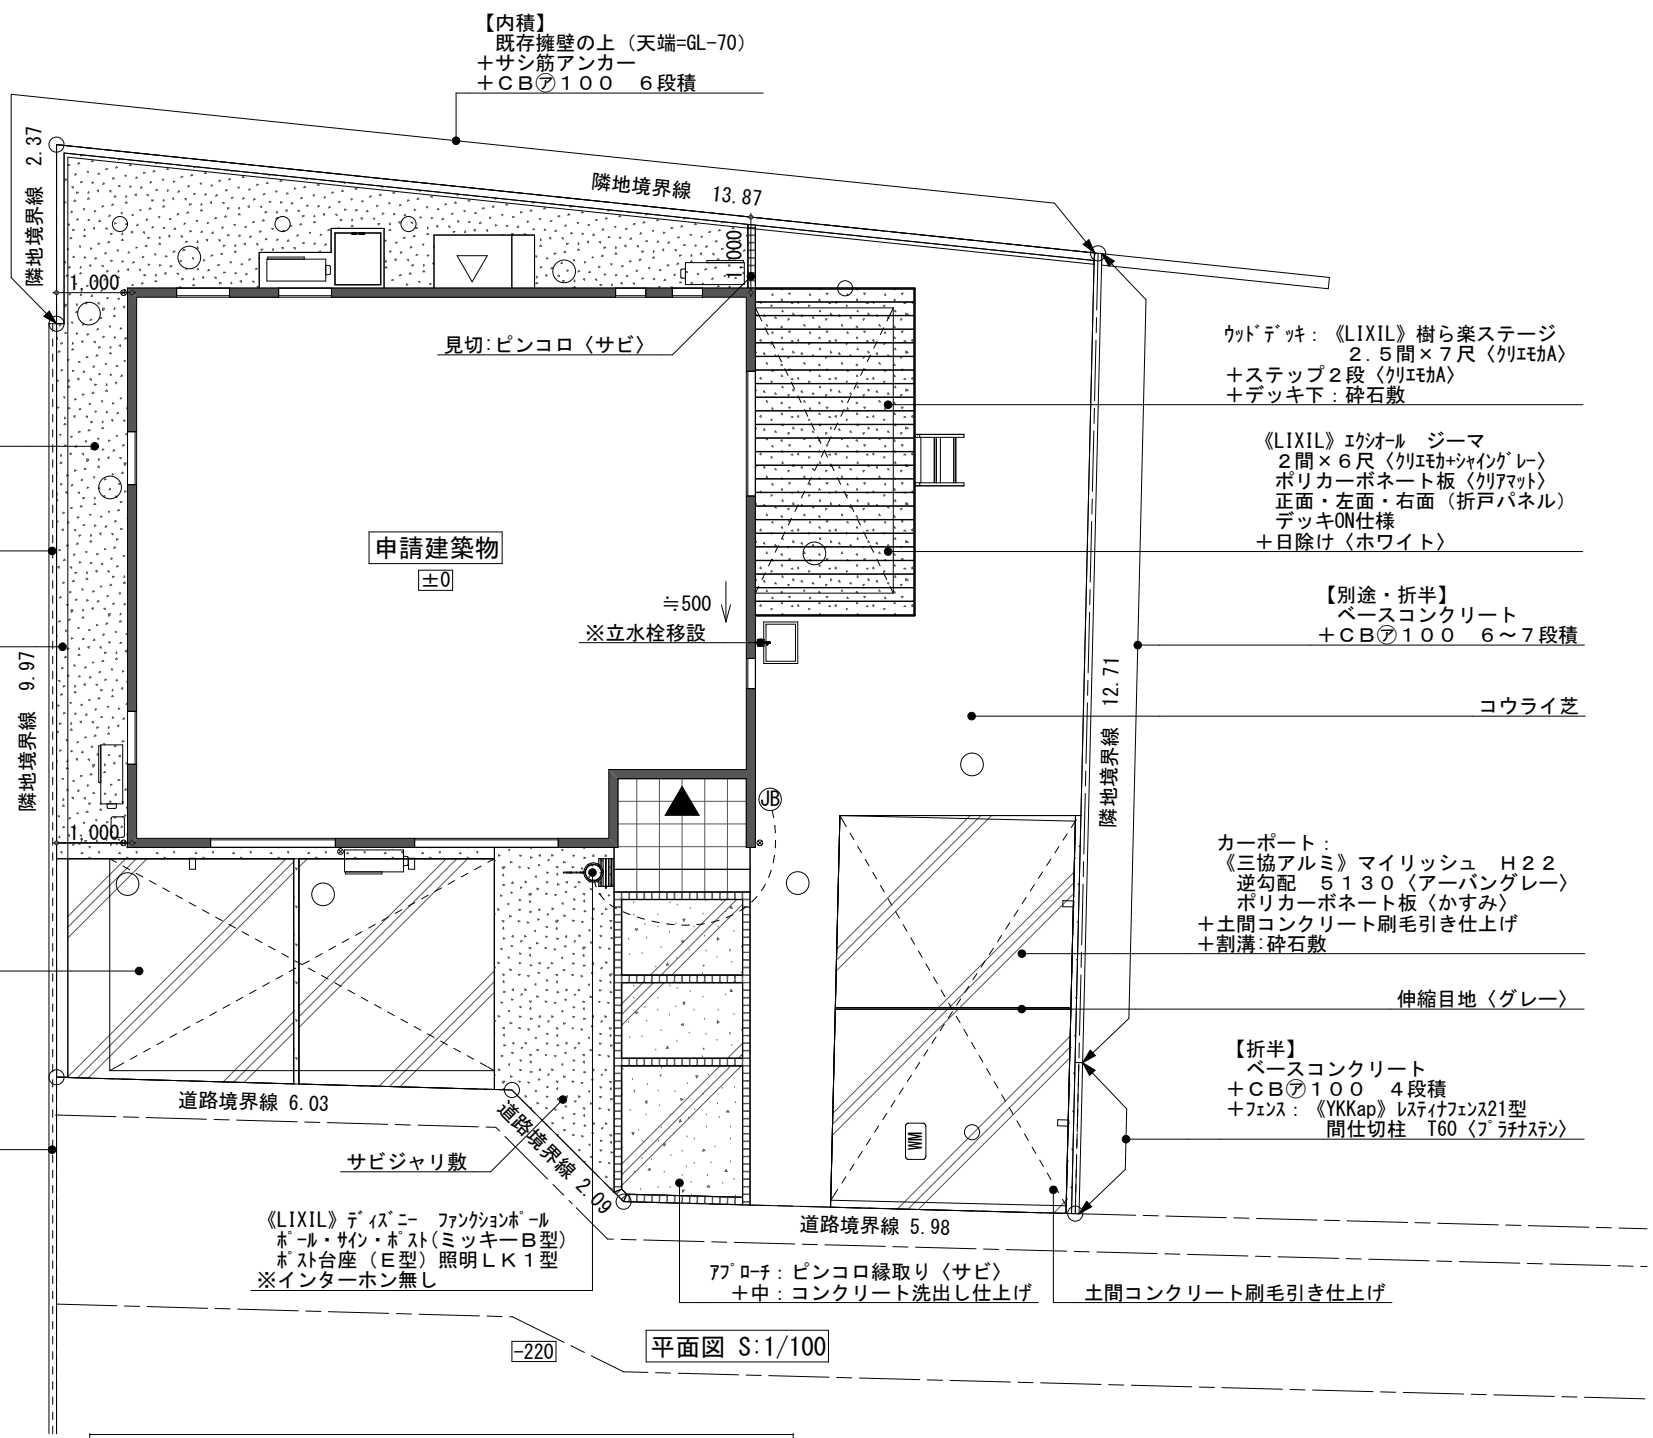 【内積】
既存擁壁の上（天端=GL-70）
＋サシ筋アンカー
＋ＣＢ㋐１００　６段積
隣地境界線　2.37
隣地境界線　13.87
1,000
1,000
見切:ピンコロ〈サビ〉
ｳｯﾄﾞﾃﾞｯｷ：《LIXIL》樹ら楽ステージ
２.５間×７尺〈ｸﾘｴﾓｶA〉
＋ステップ２段〈ｸﾘｴﾓｶA〉
＋デッキ下：砕石敷
《LIXIL》ｴｸｼｵｰﾙ　ジーマ
２間×６尺〈ｸﾘｴﾓｶ+ｼｬｲﾝｸﾞﾚｰ〉
ポリカーボネート板〈ｸﾘｱﾏｯﾄ〉
正面・左面・右面（折戸パネル）
デッキON仕様
＋日除け〈ホワイト〉
申請建築物
±0
≒500
※立水栓移設
【別途・折半】
ベースコンクリート
＋ＣＢ㋐１００　６～７段積
隣地境界線　9.97
隣地境界線　12.71
コウライ芝
JB
1,000
カーポート：
《三協アルミ》マイリッシュ　Ｈ２２
逆勾配　５１３０〈アーバングレー〉
ポリカーボネート板〈かすみ〉
＋土間コンクリート刷毛引き仕上げ
＋割溝:砕石敷
伸縮目地〈グレー〉
【折半】
ベースコンクリート
＋ＣＢ㋐１００　４段積
＋ﾌｪﾝｽ：《YKKap》ﾚｽﾃｨﾅﾌｪﾝｽ21型
間仕切柱　T60〈ﾌﾟﾗﾁﾅｽﾃﾝ〉
WM
道路境界線 6.03
道路境界線 2.09
道路境界線 5.98
サビジャリ敷
《LIXIL》ﾃﾞｨｽﾞﾆｰ　ﾌｧﾝｸｼｮﾝﾎﾟｰﾙ
ﾎﾟｰﾙ・ｻｲﾝ・ﾎﾟｽﾄ(ミッキーＢ型)
ﾎﾟｽﾄ台座（Ｅ型）照明ＬＫ１型
※インターホン無し
ｱﾌﾟﾛｰﾁ：ピンコロ縁取り〈サビ〉
＋中：コンクリート洗出し仕上げ
土間コンクリート刷毛引き仕上げ
-220
平面図 S:1/100